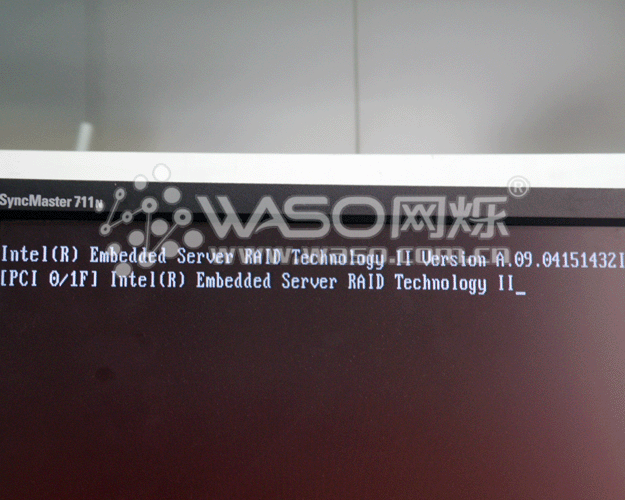 SyncMaster 711N
WASO网烁®
www.waso.com.cn
Intel(R) Embedded Server RAID Technology II Version A.09.04151432I
[PCI 0/1F] Intel(R) Embedded Server RAID Technology II_